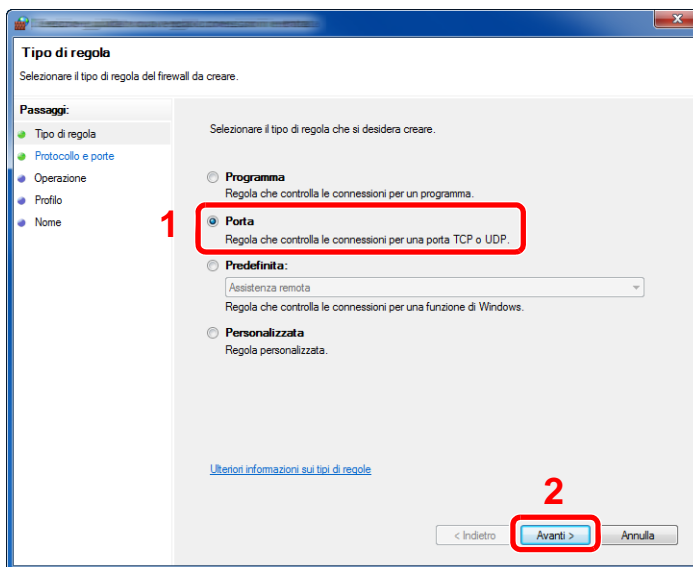 Tipo di regola
Selezionare il tipo di regola del firewall da creare.
Passaggi:
Tipo di regola
Protocollo e porte
Operazione
Profilo
Nome
Selezionare il tipo di regola che si desidera creare.
Programma
Regola che controlla le connessioni per un programma.
1
Porta
Regola che controlla le connessioni per una porta TCP o UDP.
Predefinita:
Assistenza remota
Regola che controlla le connessioni per una funzione di Windows.
Personalizzata
Regola personalizzata.
Ulteriori informazioni sui tipi di regole
2
< Indietro
Avanti >
Annulla